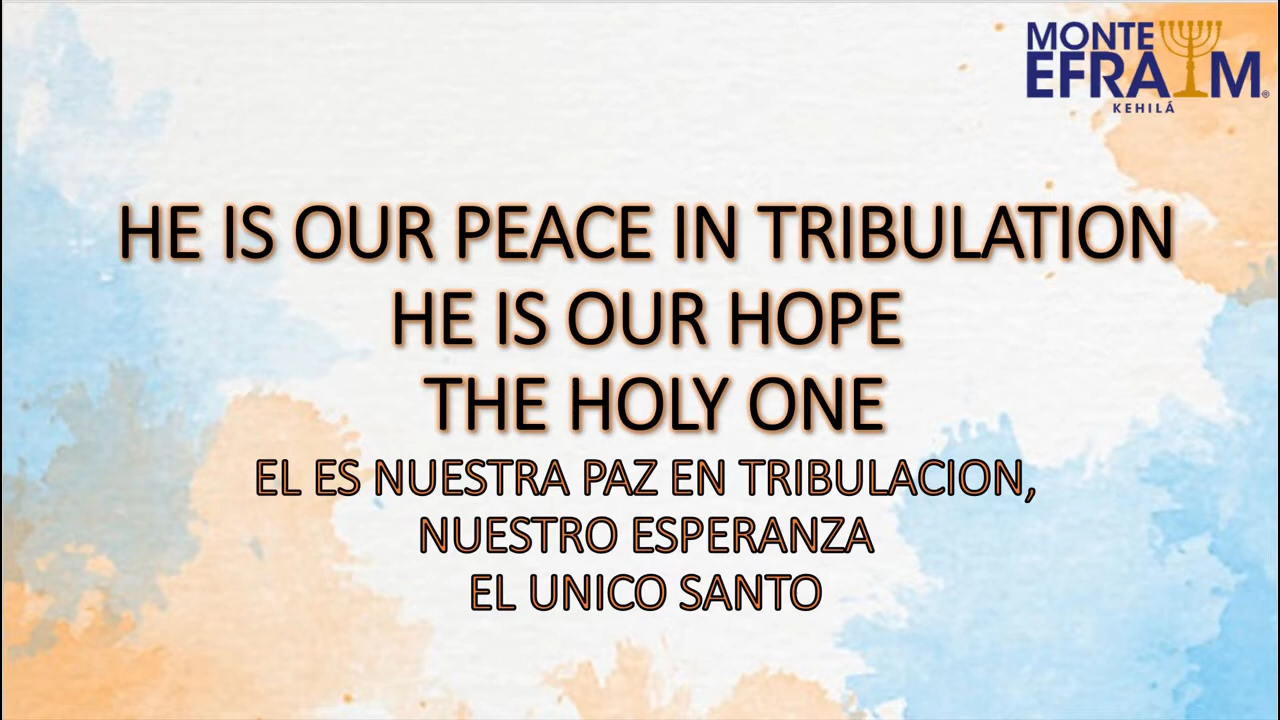 MONTE
EFRAIM®
KEHILÁ
HE IS OUR PEACE IN TRIBULATION
HE IS OUR HOPE
THE HOLY ONE
EL ES NUESTRA PAZ EN TRIBULACION,
NUESTRO ESPERANZA
EL UNICO SANTO